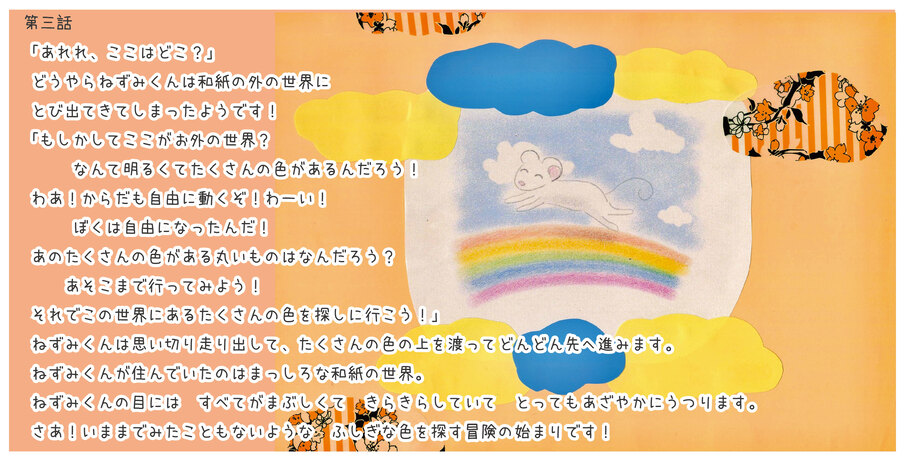 第三話
「あれれ、ここはどこ？」
どうやらねずみくんは和紙の外の世界に
とび出てきてしまったようです！
「もしかしてここがお外の世界？
なんて明るくてたくさんの色があるんだろう！
わあ！からだも自由に動くぞ！わーい！
ぼくは自由になったんだ！
あのたくさんの色がある丸いものはなんだろう？
あそこまで行ってみよう！
それでこの世界にあるたくさんの色を探しに行こう！」
ねずみくんは思い切り走り出して、たくさんの色の上を渡ってどんどん先へ進みます。
ねずみくんが住んでいたのはまっしろな和紙の世界。
ねずみくんの目には　すべてがまぶしくて　きらきらしていて　とってもあざやかにうつります。
さあ！いままでみたこともないような　ふしぎな色を探す冒険の始まりです！